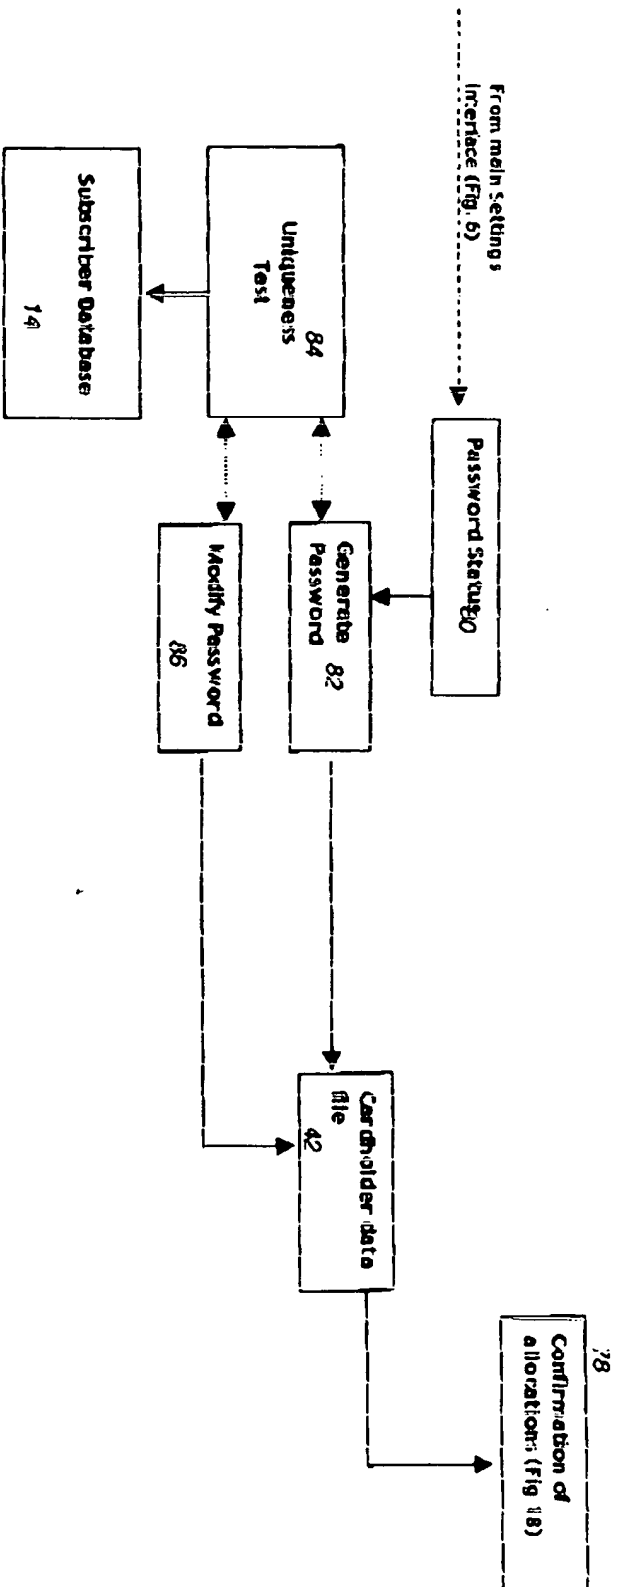 From main Settings
Interface (Fig. 6)
Password Status
80
Generate
Password
82
Modify Password
86
Uniqueness
Test
84
Subscriber Database
14
Cardholder data
file
42
78
Confirmation of
allocations (Fig 18)